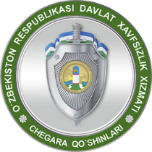 O'ZBEKISTON RESPUBLIKASI DAVLAT XAVFSIZLIK XIZMATI
CHEGARA QO'SHINLARI